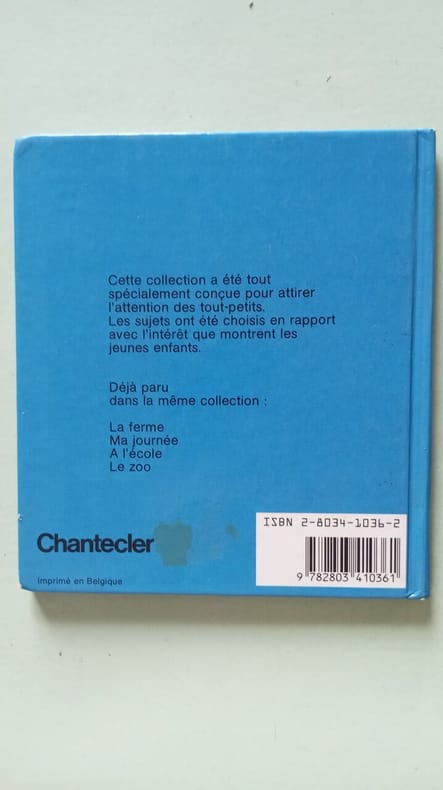 Cette collection a été tout
spécialement conçue pour attirer
l'attention des tout-petits.
Les sujets ont été choisis en rapport
avec l'intérêt que montrent les
jeunes enfants.
Déjà paru
dans la même collection :
La ferme
Ma journée
A l'école
Le zoo
Chantecler
imprimé en Belgique
ISBN 2-8034-1036-2
9 782803 410361